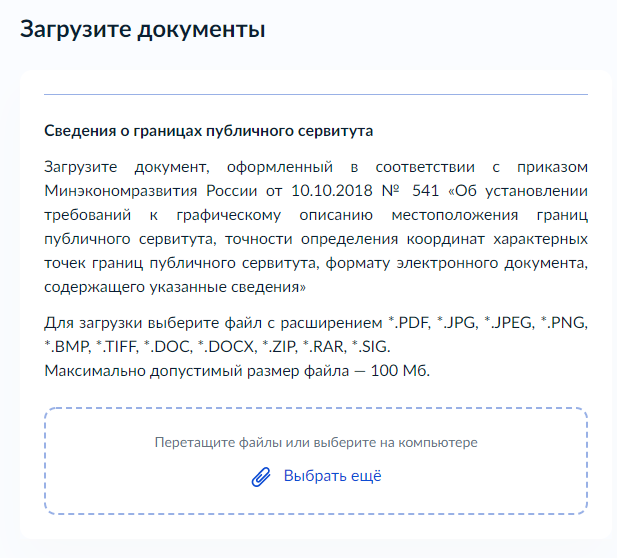 Загрузите документы
Сведения о границах публичного сервитута
Загрузите документ, оформленный в соответствии с приказом
Минэкономразвития России от 10.10.2018 № 541 «Об установлении
требований к графическому описанию местоположения границ
публичного сервитута, точности определения координат характерных
точек границ публичного сервитута, формату электронного документа,
содержащего указанные сведения»
Для загрузки выберите файл с расширением *.PDF, *.JPG, *.JPEG, *.PNG,
*.BMP, *.TIFF, *.DOC, *.DOCX, *.ZIP, *.RAR, *.SIG.
Максимально допустимый размер файла — 100 Мб.
Перетащите файлы или выберите на компьютере
Выбрать ещё